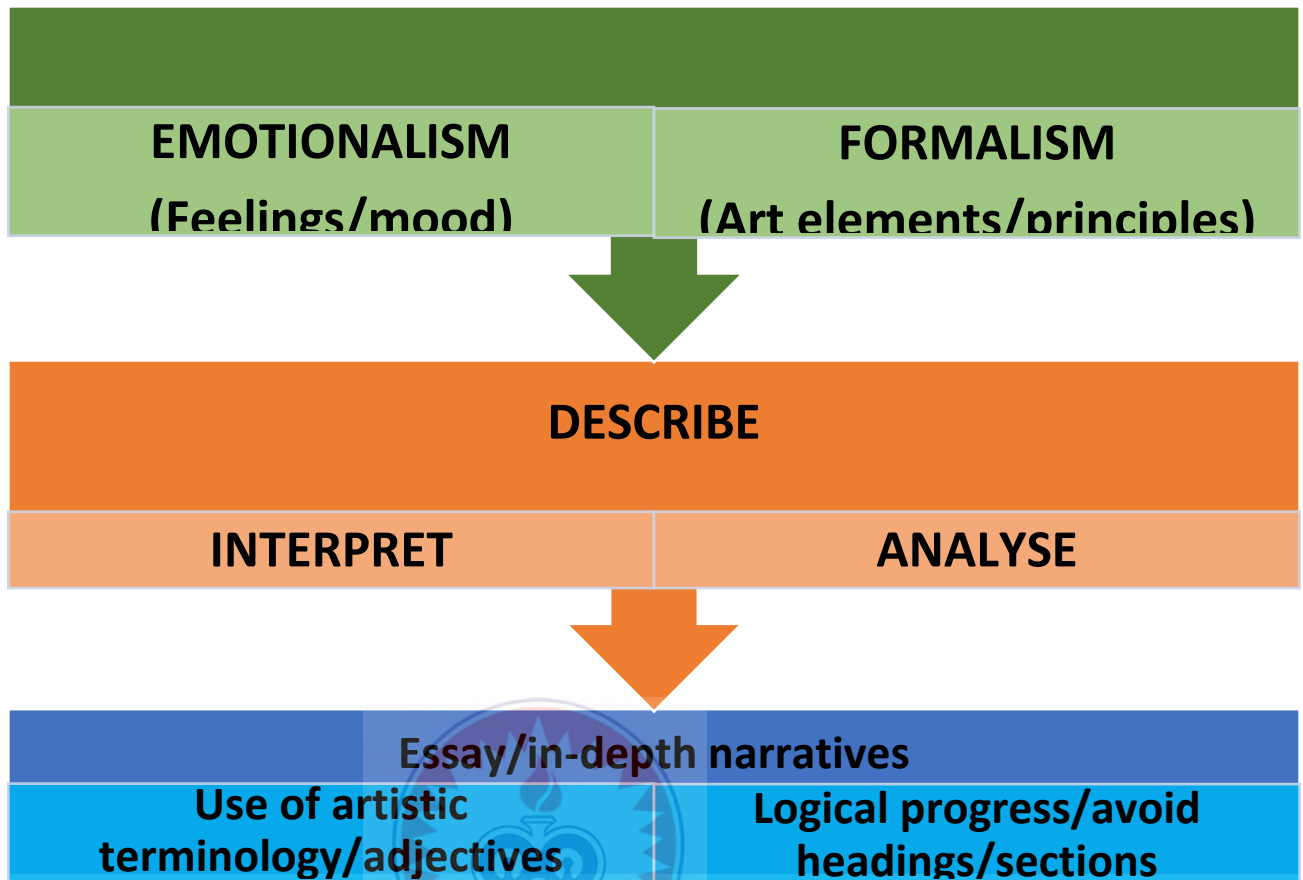 EMOTIONALISM
(Feelings/mood)
FORMALISM
(Art elements/principles)
DESCRIBE
INTERPRET
ANALYSE
Essay/in-depth narratives
Use of artistic
terminology/adjectives
Logical progress/avoid
headings/sections